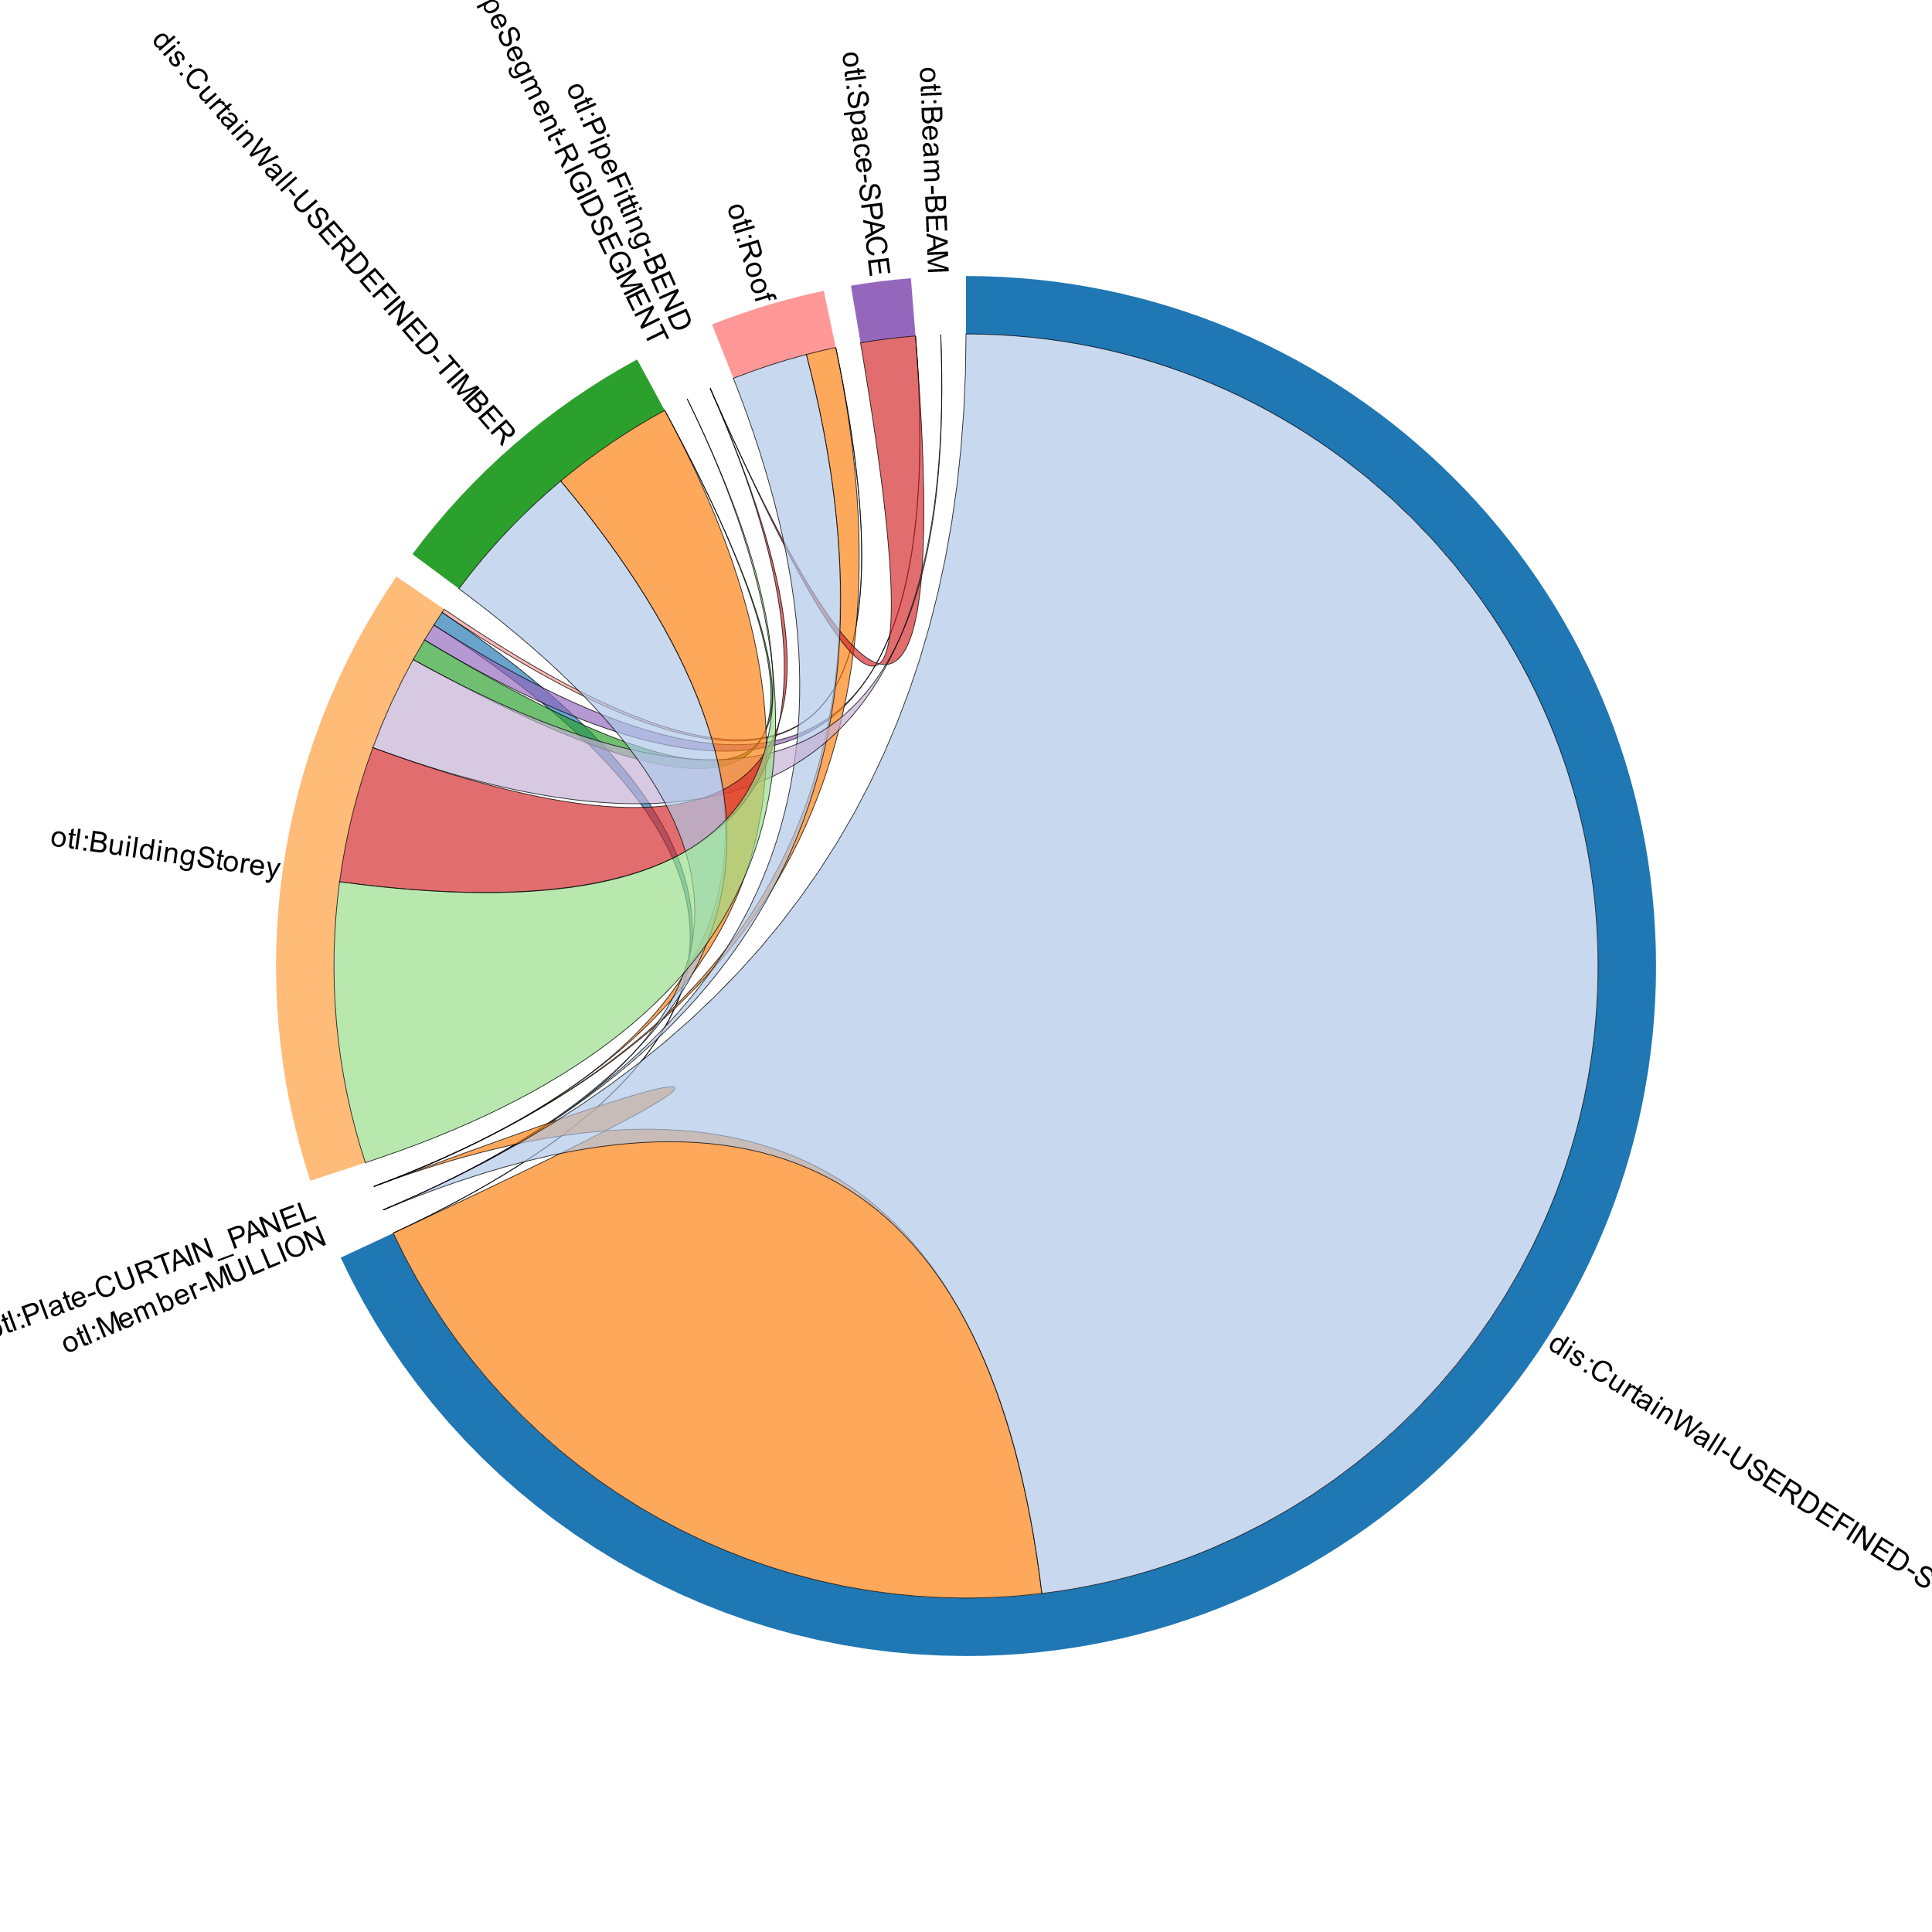 dis:CurtainWall-USERDEFINED-TIMBER
peSegment-RIGIDSEGMENT
otl:PipeFitting-BEND
otl:Roof
otl:Space-SPACE
otl:Beam-BEAM
otl:BuildingStorey
otl:Plate-CURTAIN_PANEL
otl:Member-MULLION
dis:CurtainWall-USERDEFINED-S